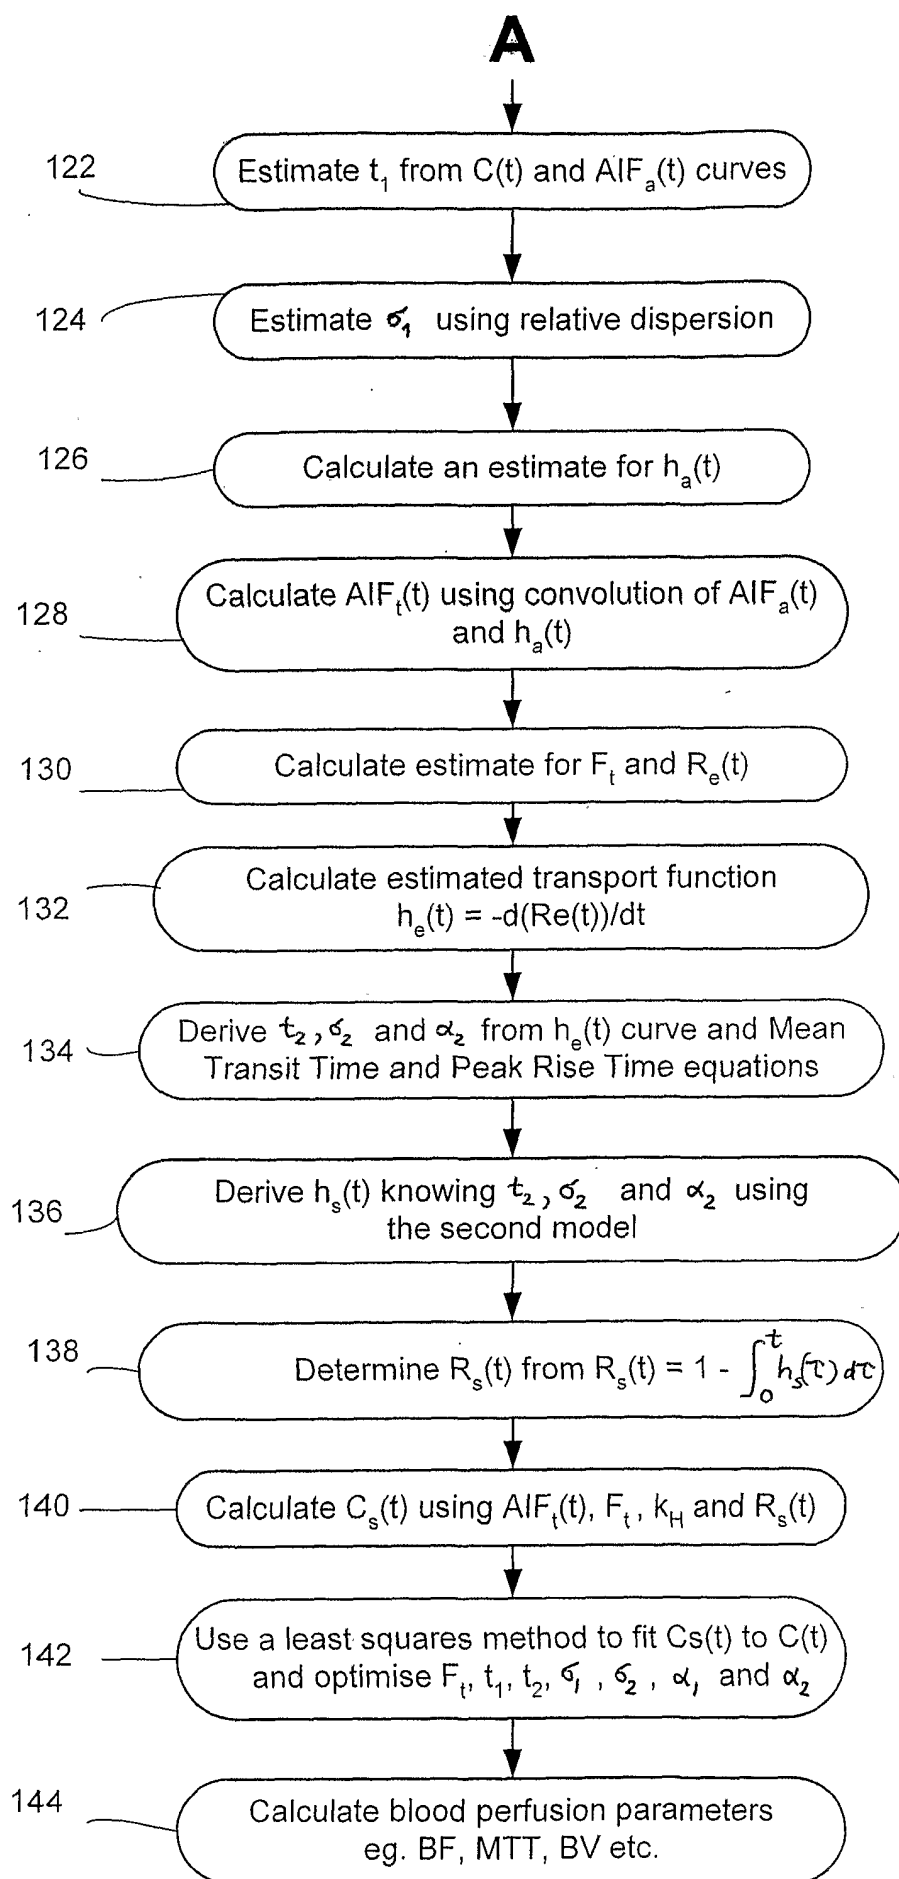 A
122
Estimate t₁ from C(t) and AIFₐ(t) curves
124
Estimate σ₁ using relative dispersion
126
Calculate an estimate for hₐ(t)
128
Calculate AIFₜ(t) using convolution of AIFₐ(t)
and hₐ(t)
130
Calculate estimate for Fₜ and Rₑ(t)
132
Calculate estimated transport function
hₑ(t) = -d(Re(t))/dt
134
Derive t₂, σ₂ and α₂ from hₑ(t) curve and Mean
Transit Time and Peak Rise Time equations
136
Derive hₛ(t) knowing t₂, σ₂ and α₂ using
the second model
138
Determine Rₛ(t) from Rₛ(t) = 1 - ∫₀ᵗ hₛ(τ) dτ
140
Calculate Cₛ(t) using AIFₜ(t), Fₜ, k_H and Rₛ(t)
142
Use a least squares method to fit Cs(t) to C(t)
and optimise Fₜ, t₁, t₂, σ₁, σ₂, α₁ and α₂
144
Calculate blood perfusion parameters
eg. BF, MTT, BV etc.